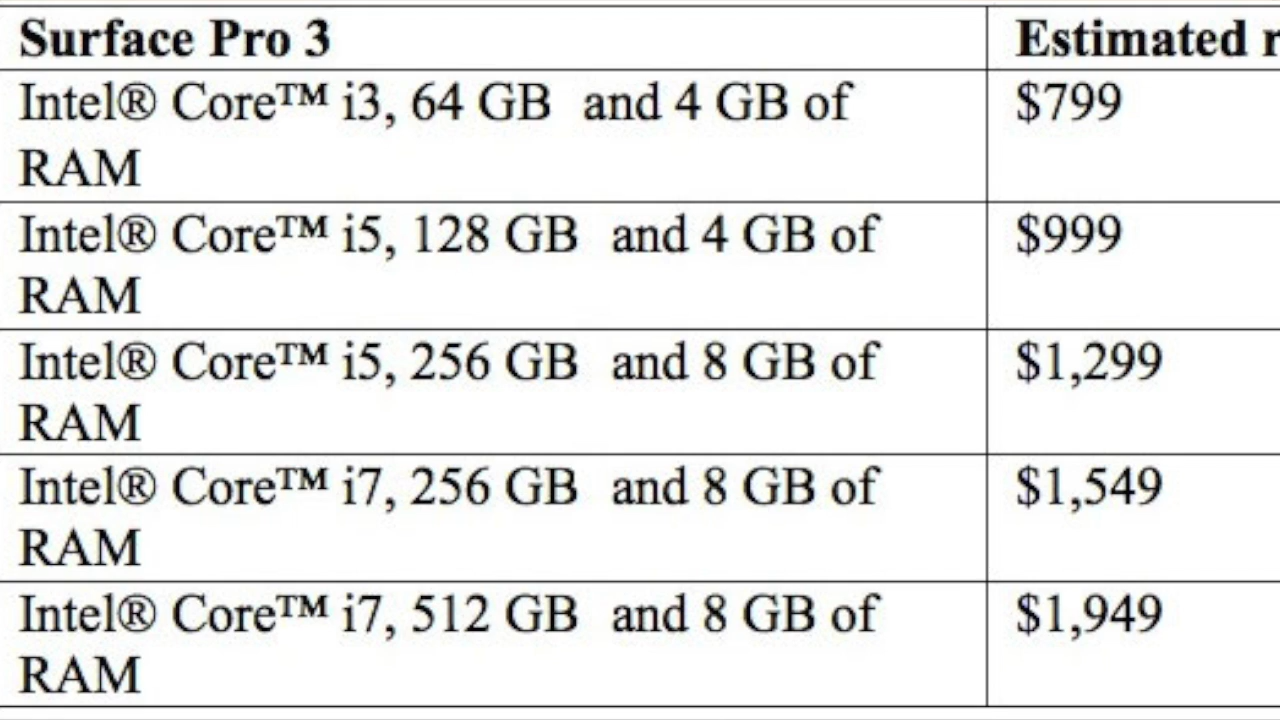 Surface Pro 3
Estimated r
Intel® Core™ i3, 64 GB and 4 GB of
RAM
$799
Intel® Core™ i5, 128 GB and 4 GB of
RAM
$999
Intel® Core™ i5, 256 GB and 8 GB of
RAM
$1,299
Intel® Core™ i7, 256 GB and 8 GB of
RAM
$1,549
Intel® Core™ i7, 512 GB and 8 GB of
RAM
$1,949